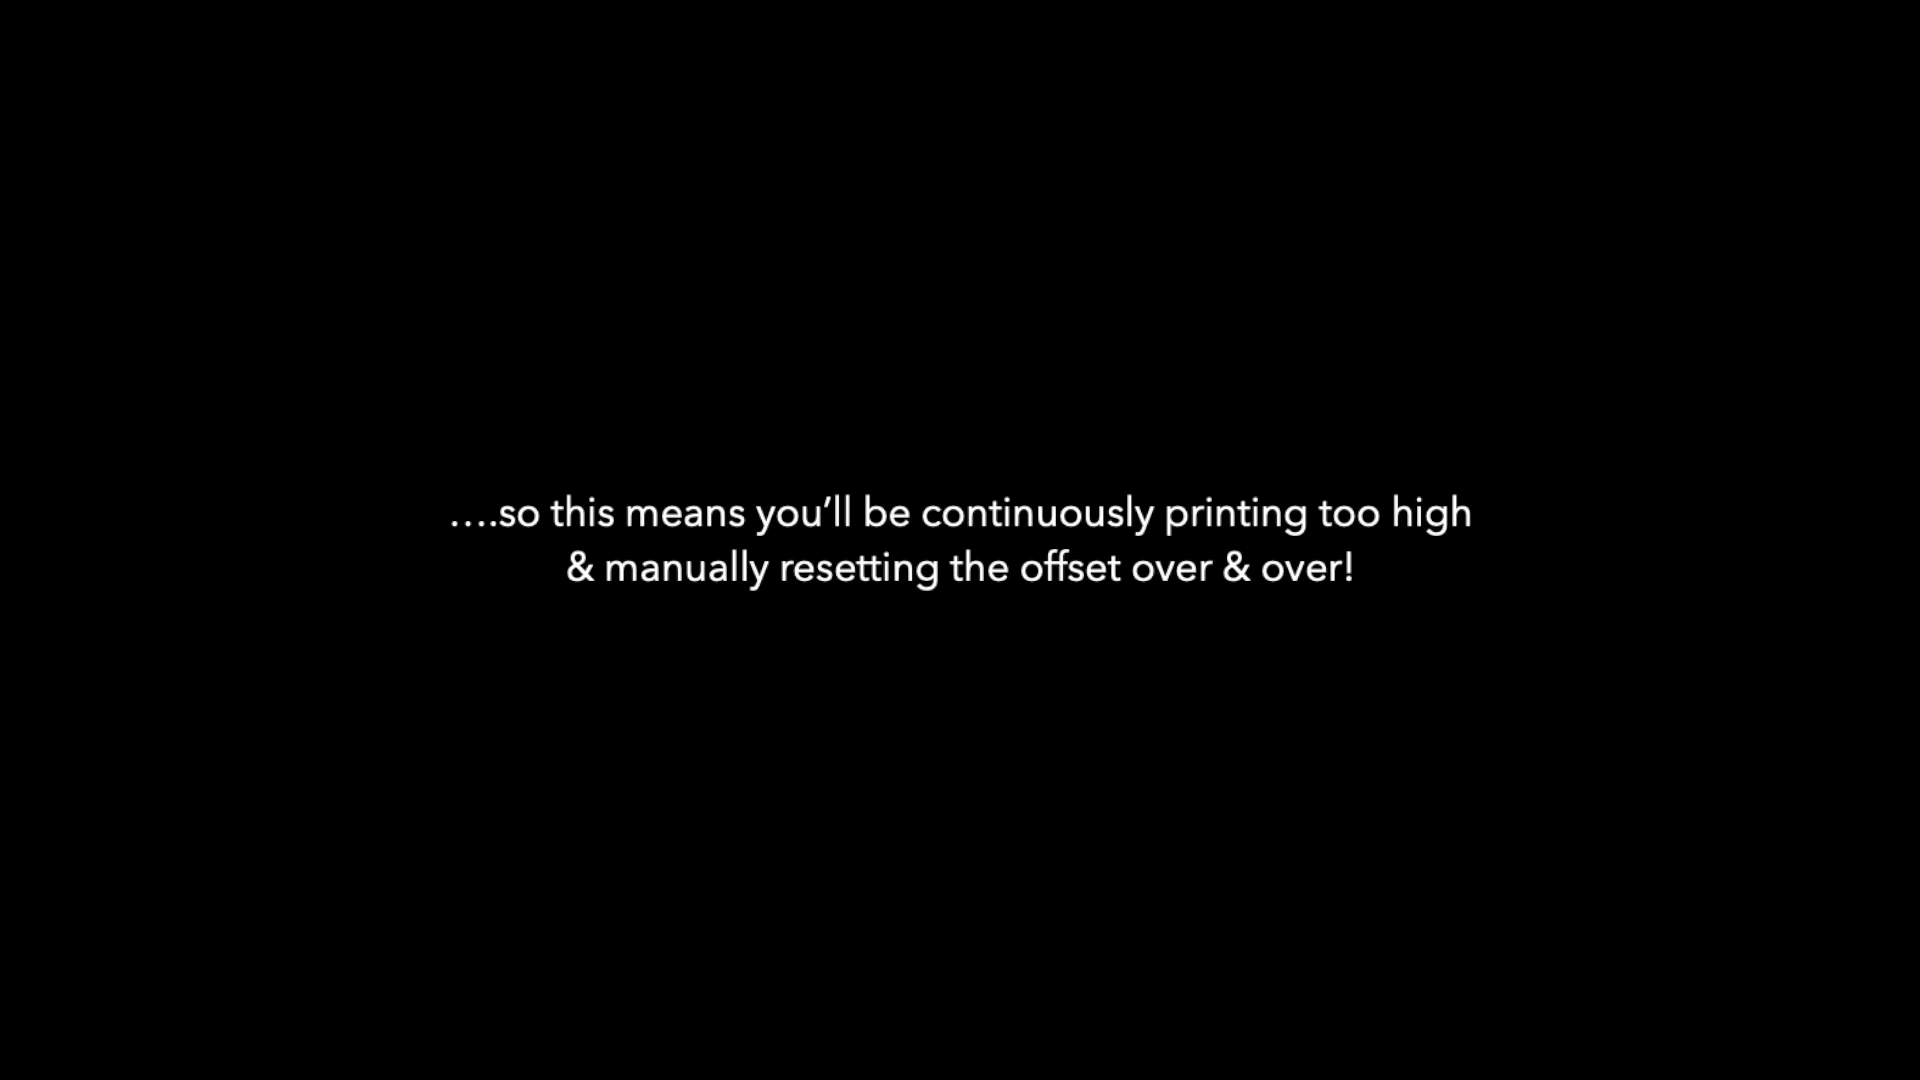 ....so this means you’ll be continuously printing too high
& manually resetting the offset over & over!